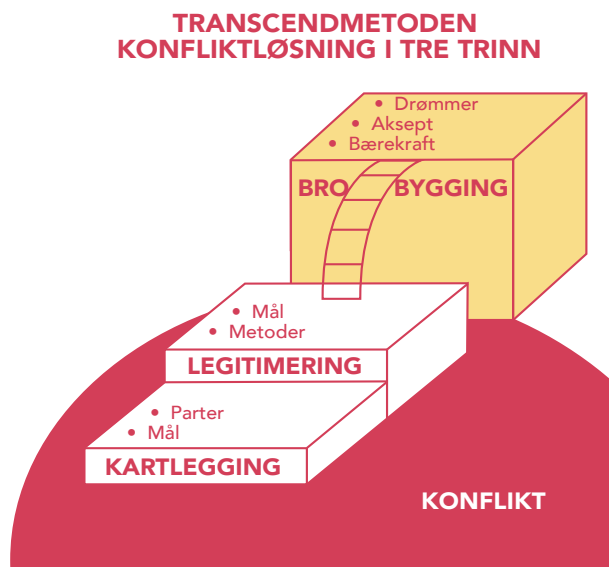 TRANSCENDMETODEN
KONFLIKTLØSNING I TRE TRINN
• Drømmer
• Aksept
• Bærekraft
BRO BYGGING
• Mål
• Metoder
LEGITIMERING
• Parter
• Mål
KARTLEGGING
KONFLIKT